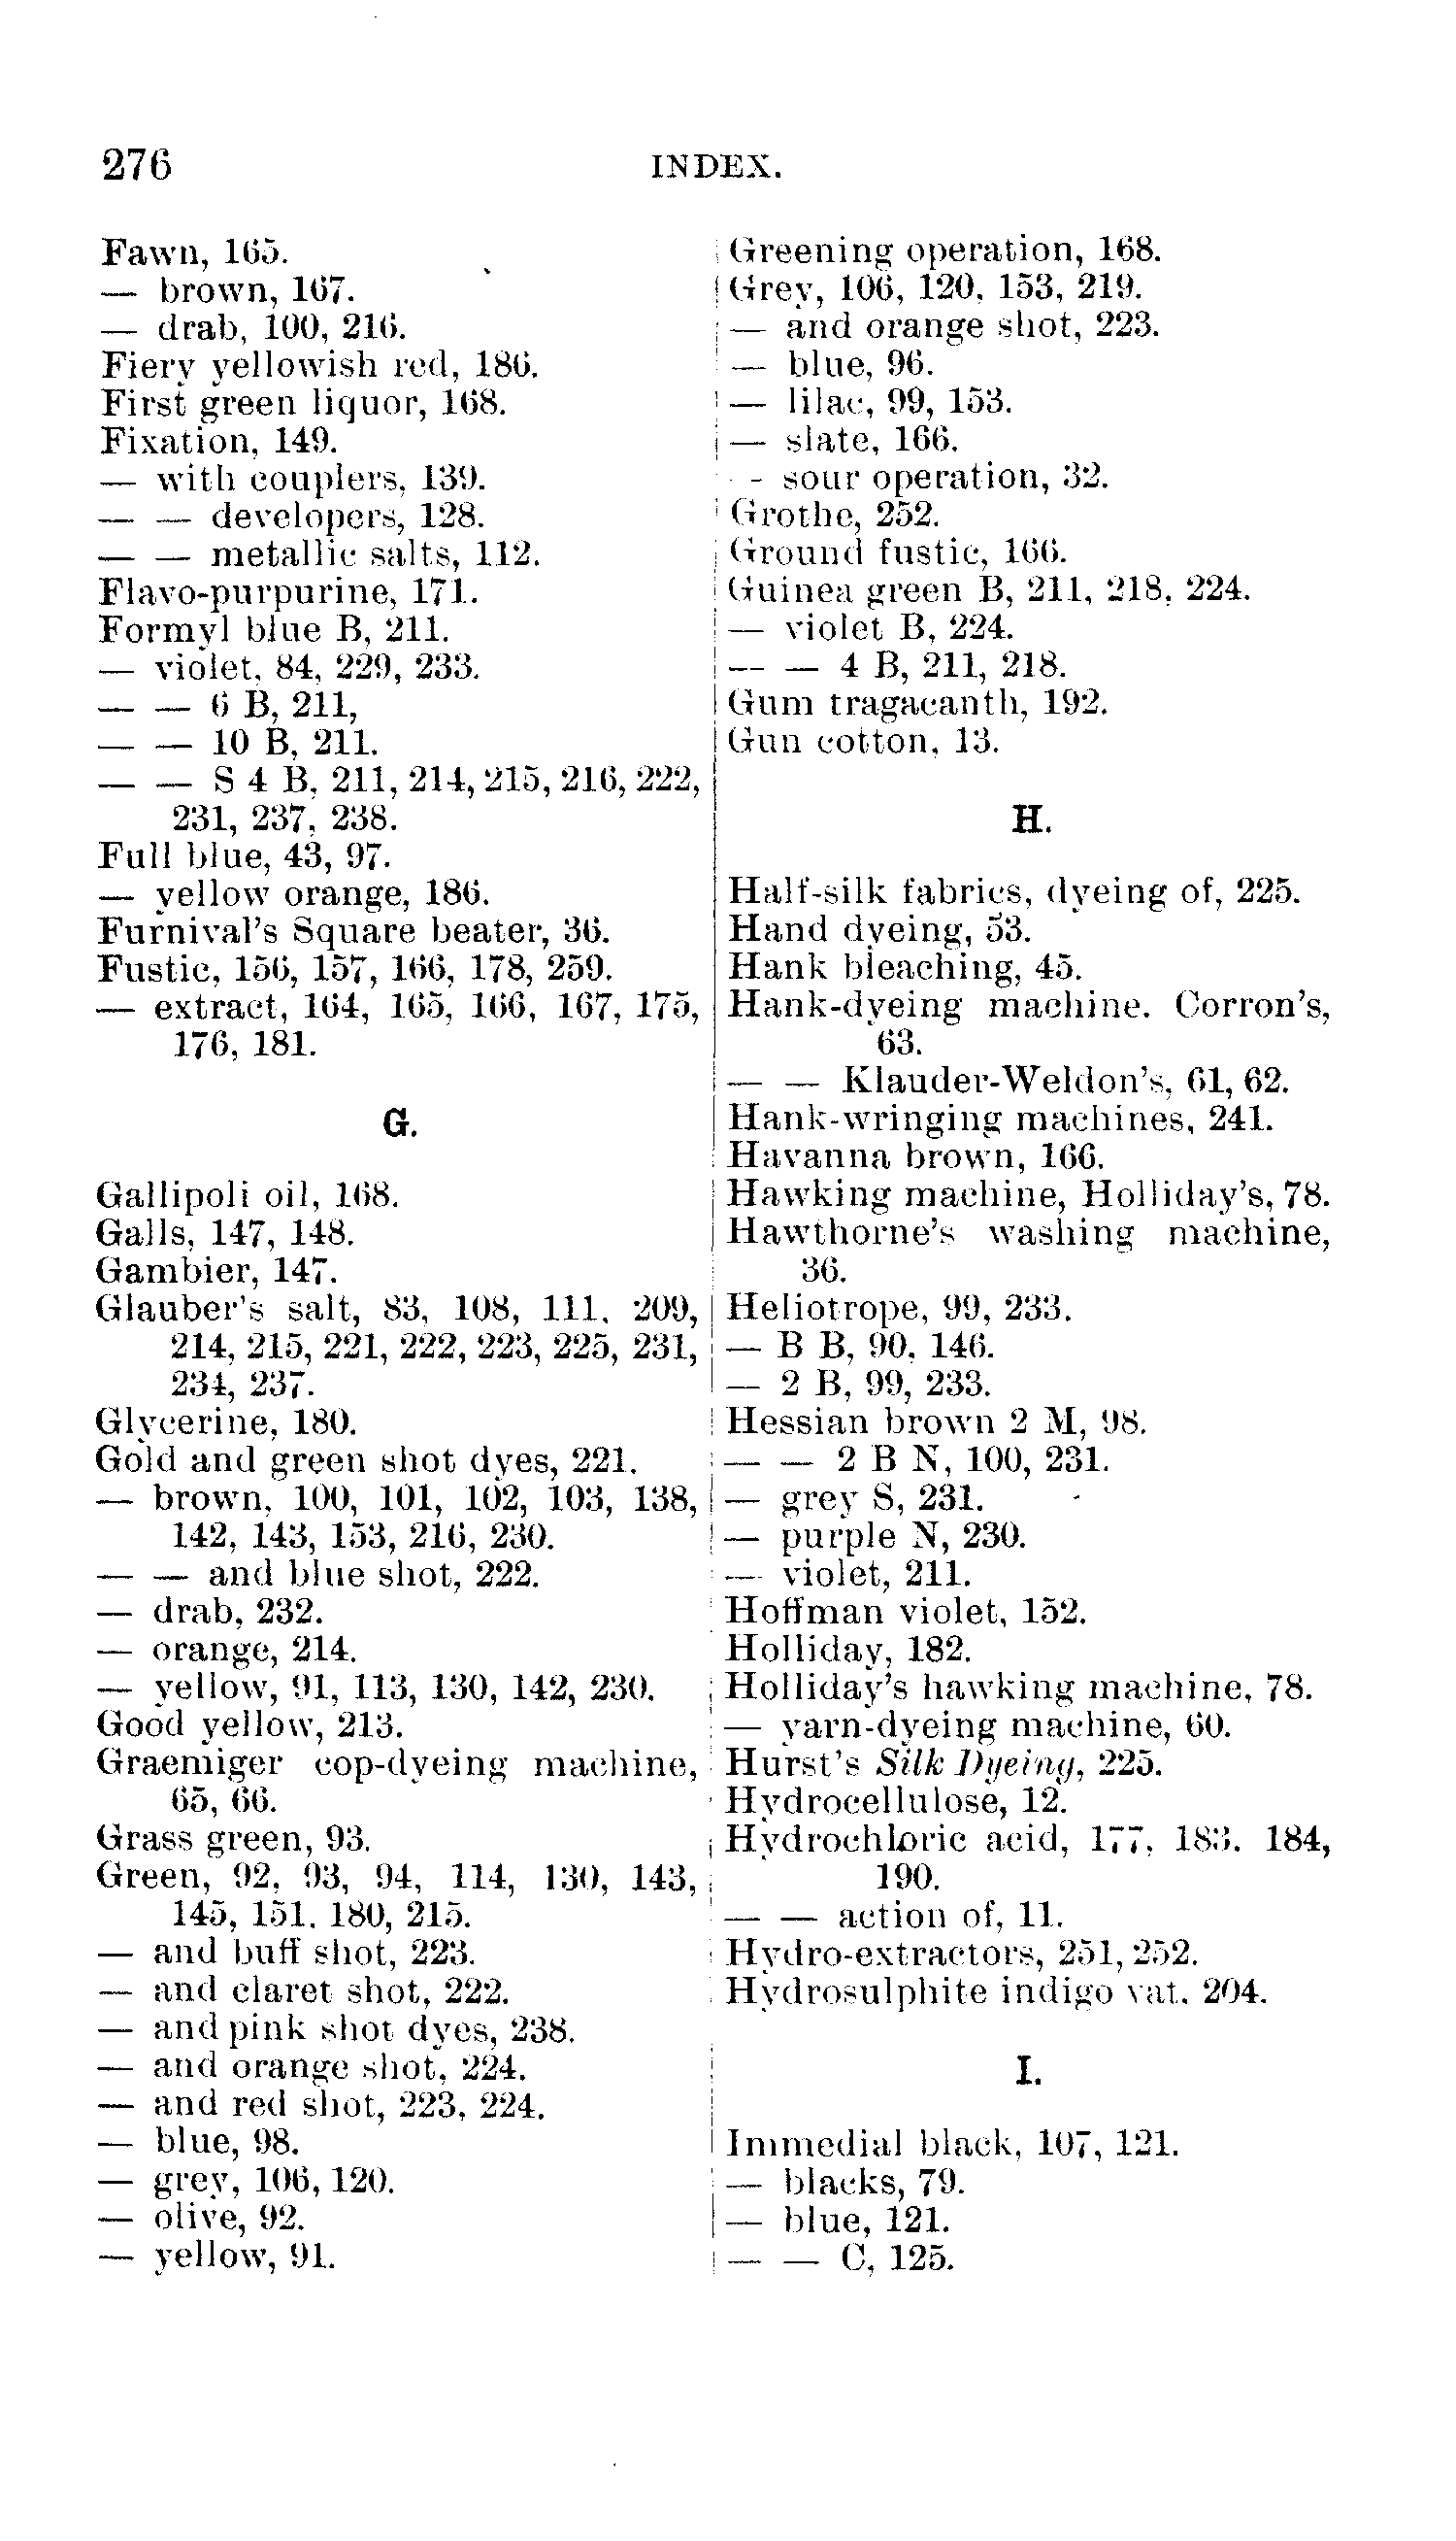 276
INDEX.
Fawn, 165.
— brown, 167.
— drab, 100, 216.
Fiery yellowish red, 186.
First green liquor, 168.
Fixation, 149.
— with couplers, 139.
— — developers, 128.
— — metallic salts, 112.
Flavo-purpurine, 171.
Formyl blue B, 211.
— violet, 84, 229, 233.
— — 6 B, 211,
— — 10 B, 211.
— — S 4 B, 211, 214, 215, 216, 222,
231, 237, 238.
Full blue, 43, 97.
— yellow orange, 186.
Furnival's Square beater, 36.
Fustic, 156, 157, 166, 178, 259.
— extract, 164, 165, 166, 167, 175,
176, 181.
G.
Gallipoli oil, 168.
Galls, 147, 148.
Gambier, 147.
Glauber's salt, 83, 108, 111, 209,
214, 215, 221, 222, 223, 225, 231,
234, 237.
Glycerine, 180.
Gold and green shot dyes, 221.
— brown, 100, 101, 102, 103, 138,
142, 143, 153, 216, 230.
— — and blue shot, 222.
— drab, 232.
— orange, 214.
— yellow, 91, 113, 130, 142, 230.
Good yellow, 213.
Graemiger cop-dyeing machine,
65, 66.
Grass green, 93.
Green, 92, 93, 94, 114, 130, 143,
145, 151, 180, 215.
— and buff shot, 223.
— and claret shot, 222.
— and pink shot dyes, 238.
— and orange shot, 224.
— and red shot, 223, 224.
— blue, 98.
— grey, 106, 120.
— olive, 92.
— yellow, 91.
Greening operation, 168.
Grey, 106, 120, 153, 219.
— and orange shot, 223.
— blue, 96.
— lilac, 99, 153.
— slate, 166.
- sour operation, 32.
Grothe, 252.
Ground fustic, 166.
Guinea green B, 211, 218, 224.
— violet B, 224.
— — 4 B, 211, 218.
Gum tragacanth, 192.
Gun cotton, 13.
H.
Half-silk fabrics, dyeing of, 225.
Hand dyeing, 53.
Hank bleaching, 45.
Hank-dyeing machine. Corron's,
63.
— — Klauder-Weldon's, 61, 62.
Hank-wringing machines, 241.
Havanna brown, 166.
Hawking machine, Holliday's, 78.
Hawthorne's washing machine,
36.
Heliotrope, 99, 233.
— B B, 90, 146.
— 2 B, 99, 233.
Hessian brown 2 M, 98.
— — 2 B N, 100, 231.
— grey S, 231.
— purple N, 230.
— violet, 211.
Hoffman violet, 152.
Holliday, 182.
Holliday's hawking machine, 78.
— yarn-dyeing machine, 60.
Hurst's Silk Dyeing, 225.
Hydrocellulose, 12.
Hydrochloric acid, 177, 183, 184,
190.
— — action of, 11.
Hydro-extractors, 251, 252.
Hydrosulphite indigo vat, 204.
I.
Immedial black, 107, 121.
— blacks, 79.
— blue, 121.
— — C, 125.